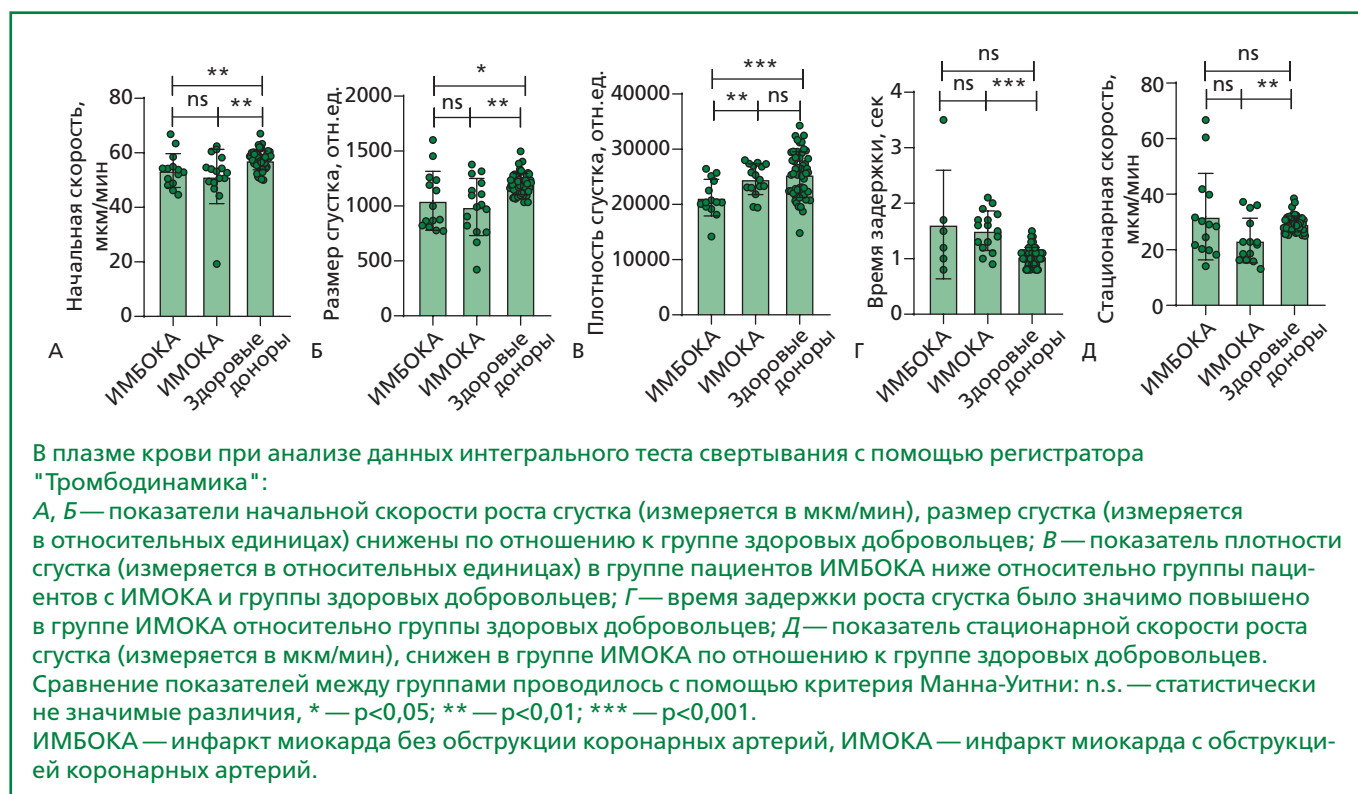 **
ns
**
Начальная скорость,
мкм/мин
80
60
40
20
0
ИМБОКА
ИМОКА
Здоровые
доноры
А
*
ns
**
Размер сгустка, отн.ед.
2000
1500
1000
500
0
ИМБОКА
ИМОКА
Здоровые
доноры
Б
***
**
ns
Плотность сгустка, отн.ед.
40000
30000
20000
10000
0
ИМБОКА
ИМОКА
Здоровые
доноры
В
ns
ns
***
Время задержки, сек
4
3
2
1
0
ИМБОКА
ИМОКА
Здоровые
доноры
Г
ns
ns
**
Стационарная скорость,
мкм/мин
80
60
40
20
0
ИМБОКА
ИМОКА
Здоровые
доноры
Д
В плазме крови при анализе данных интегрального теста свертывания с помощью регистратора
"Тромбодинамика":
А, Б — показатели начальной скорости роста сгустка (измеряется в мкм/мин), размер сгустка (измеряется
в относительных единицах) снижены по отношению к группе здоровых добровольцев; В — показатель плотности
сгустка (измеряется в относительных единицах) в группе пациентов ИМБОКА ниже относительно группы паци-
ентов с ИМОКА и группы здоровых добровольцев; Г — время задержки роста сгустка было значимо повышено
в группе ИМОКА относительно группы здоровых добровольцев; Д — показатель стационарной скорости роста
сгустка (измеряется в мкм/мин), снижен в группе ИМОКА по отношению к группе здоровых добровольцев.
Сравнение показателей между группами проводилось с помощью критерия Манна-Уитни: n.s. — статистически
не значимые различия, * — p<0,05; ** — p<0,01; *** — p<0,001.
ИМБОКА — инфаркт миокарда без обструкции коронарных артерий, ИМОКА — инфаркт миокарда с обструкци-
ей коронарных артерий.